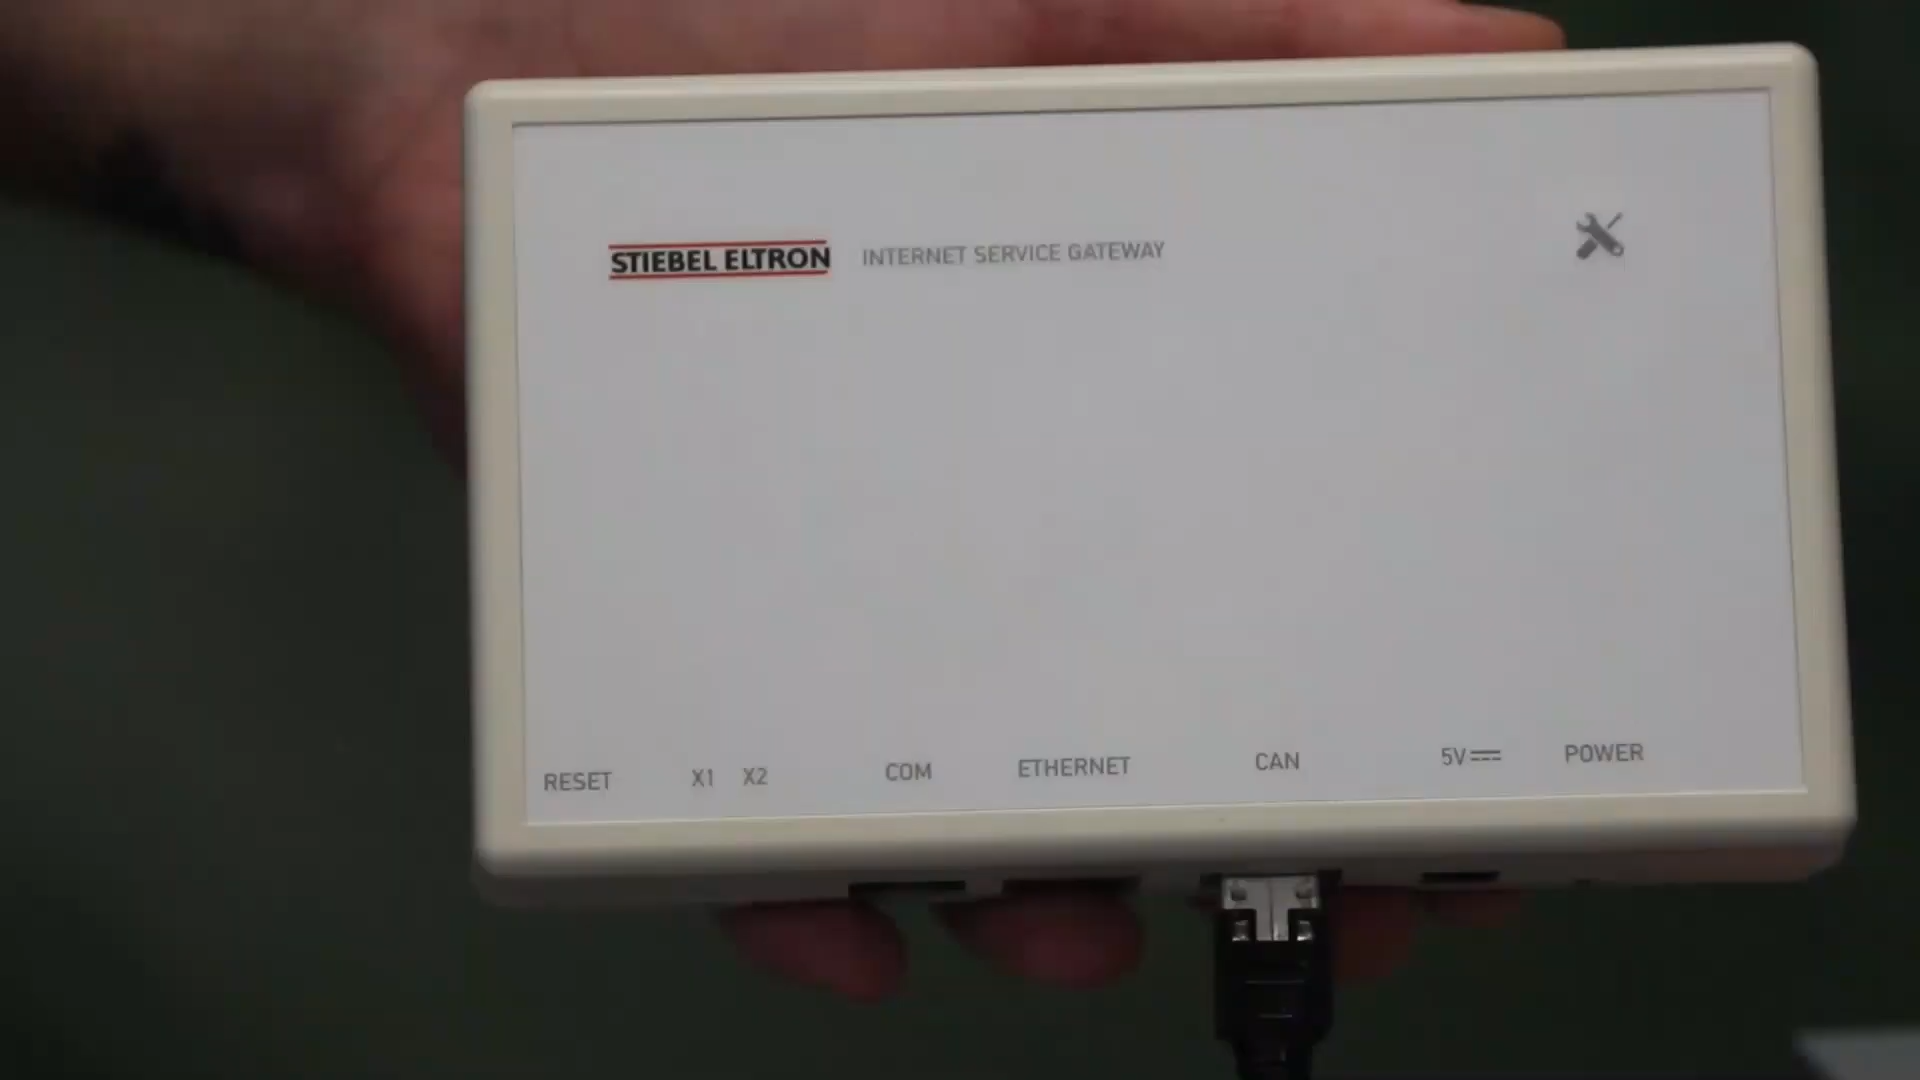 STIEBEL ELTRON INTERNET SERVICE GATEWAY
RESET X1 X2 COM ETHERNET CAN 5V POWER